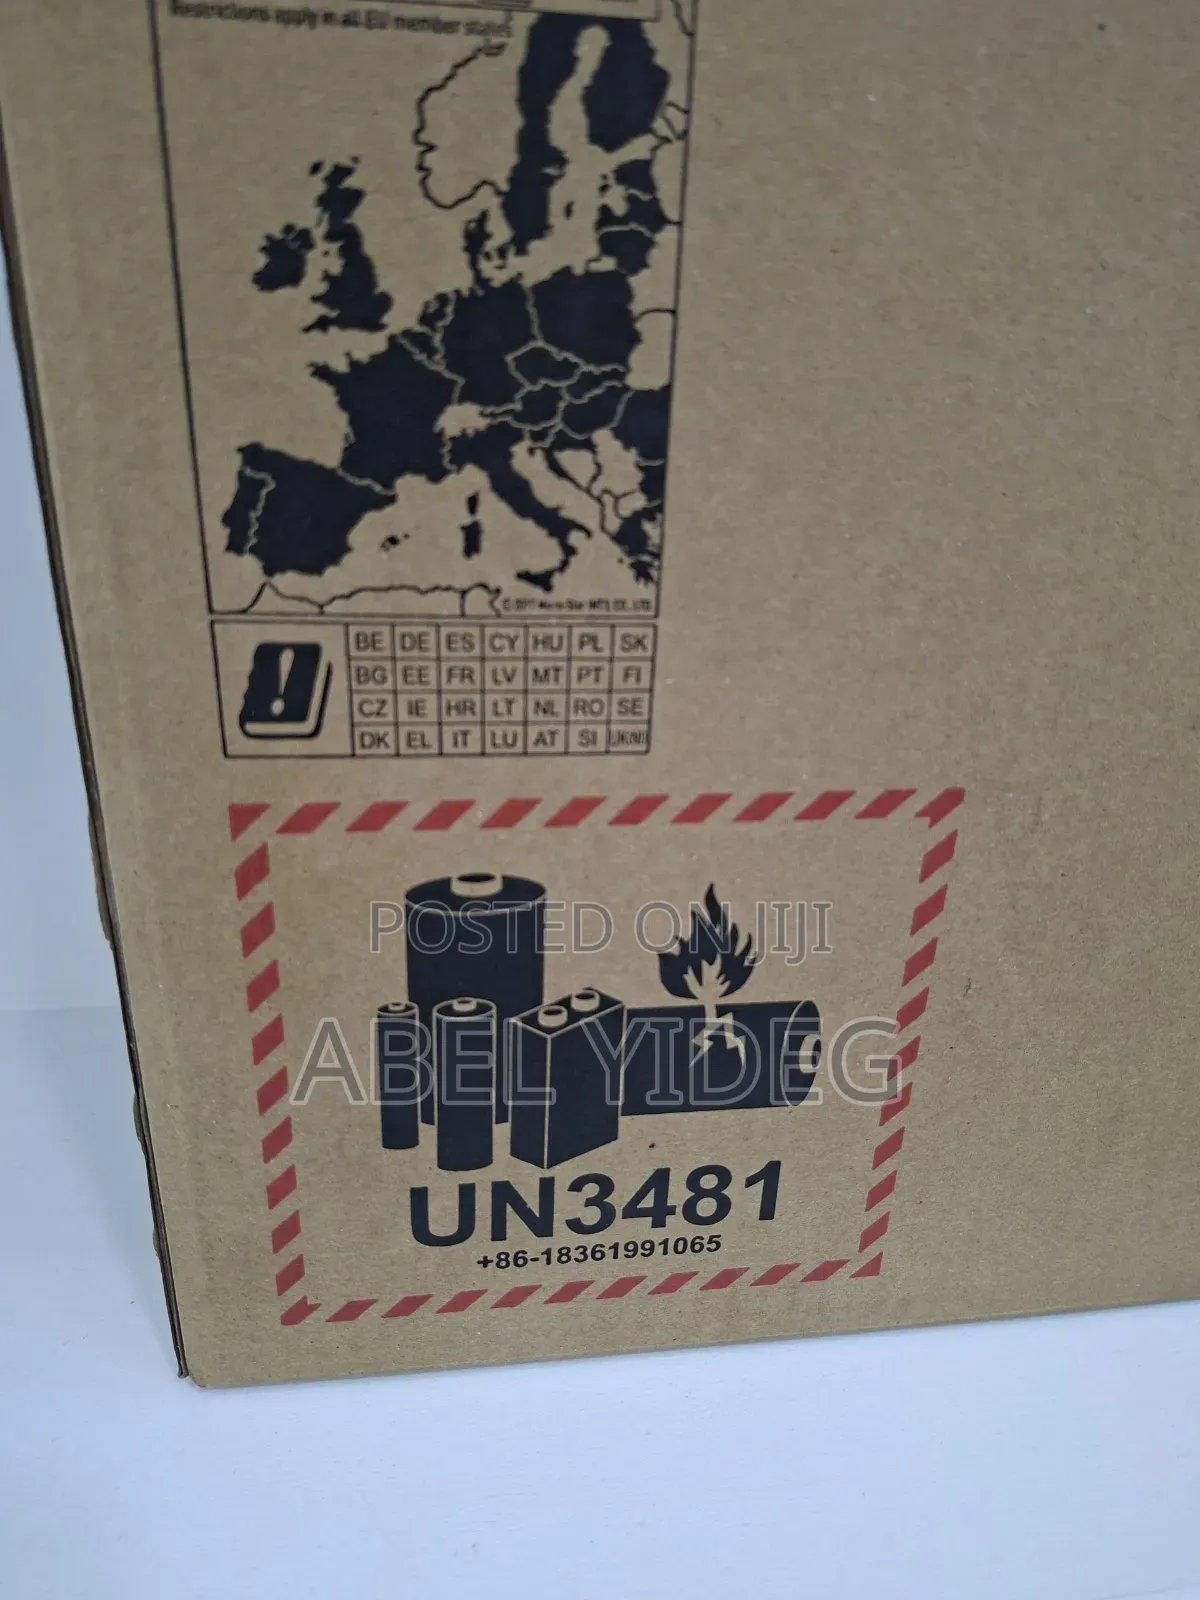 Restrictions apply in all EU member states
BE DE ES CY HU PL SK
BG EE FR LV MT PT FI
CZ IE HR LT NL RO SE
DK EL IT LU AT SI UK(NI)
POSTED ON JIJI
ABEL YIDEG
UN3481
+86-18361991065